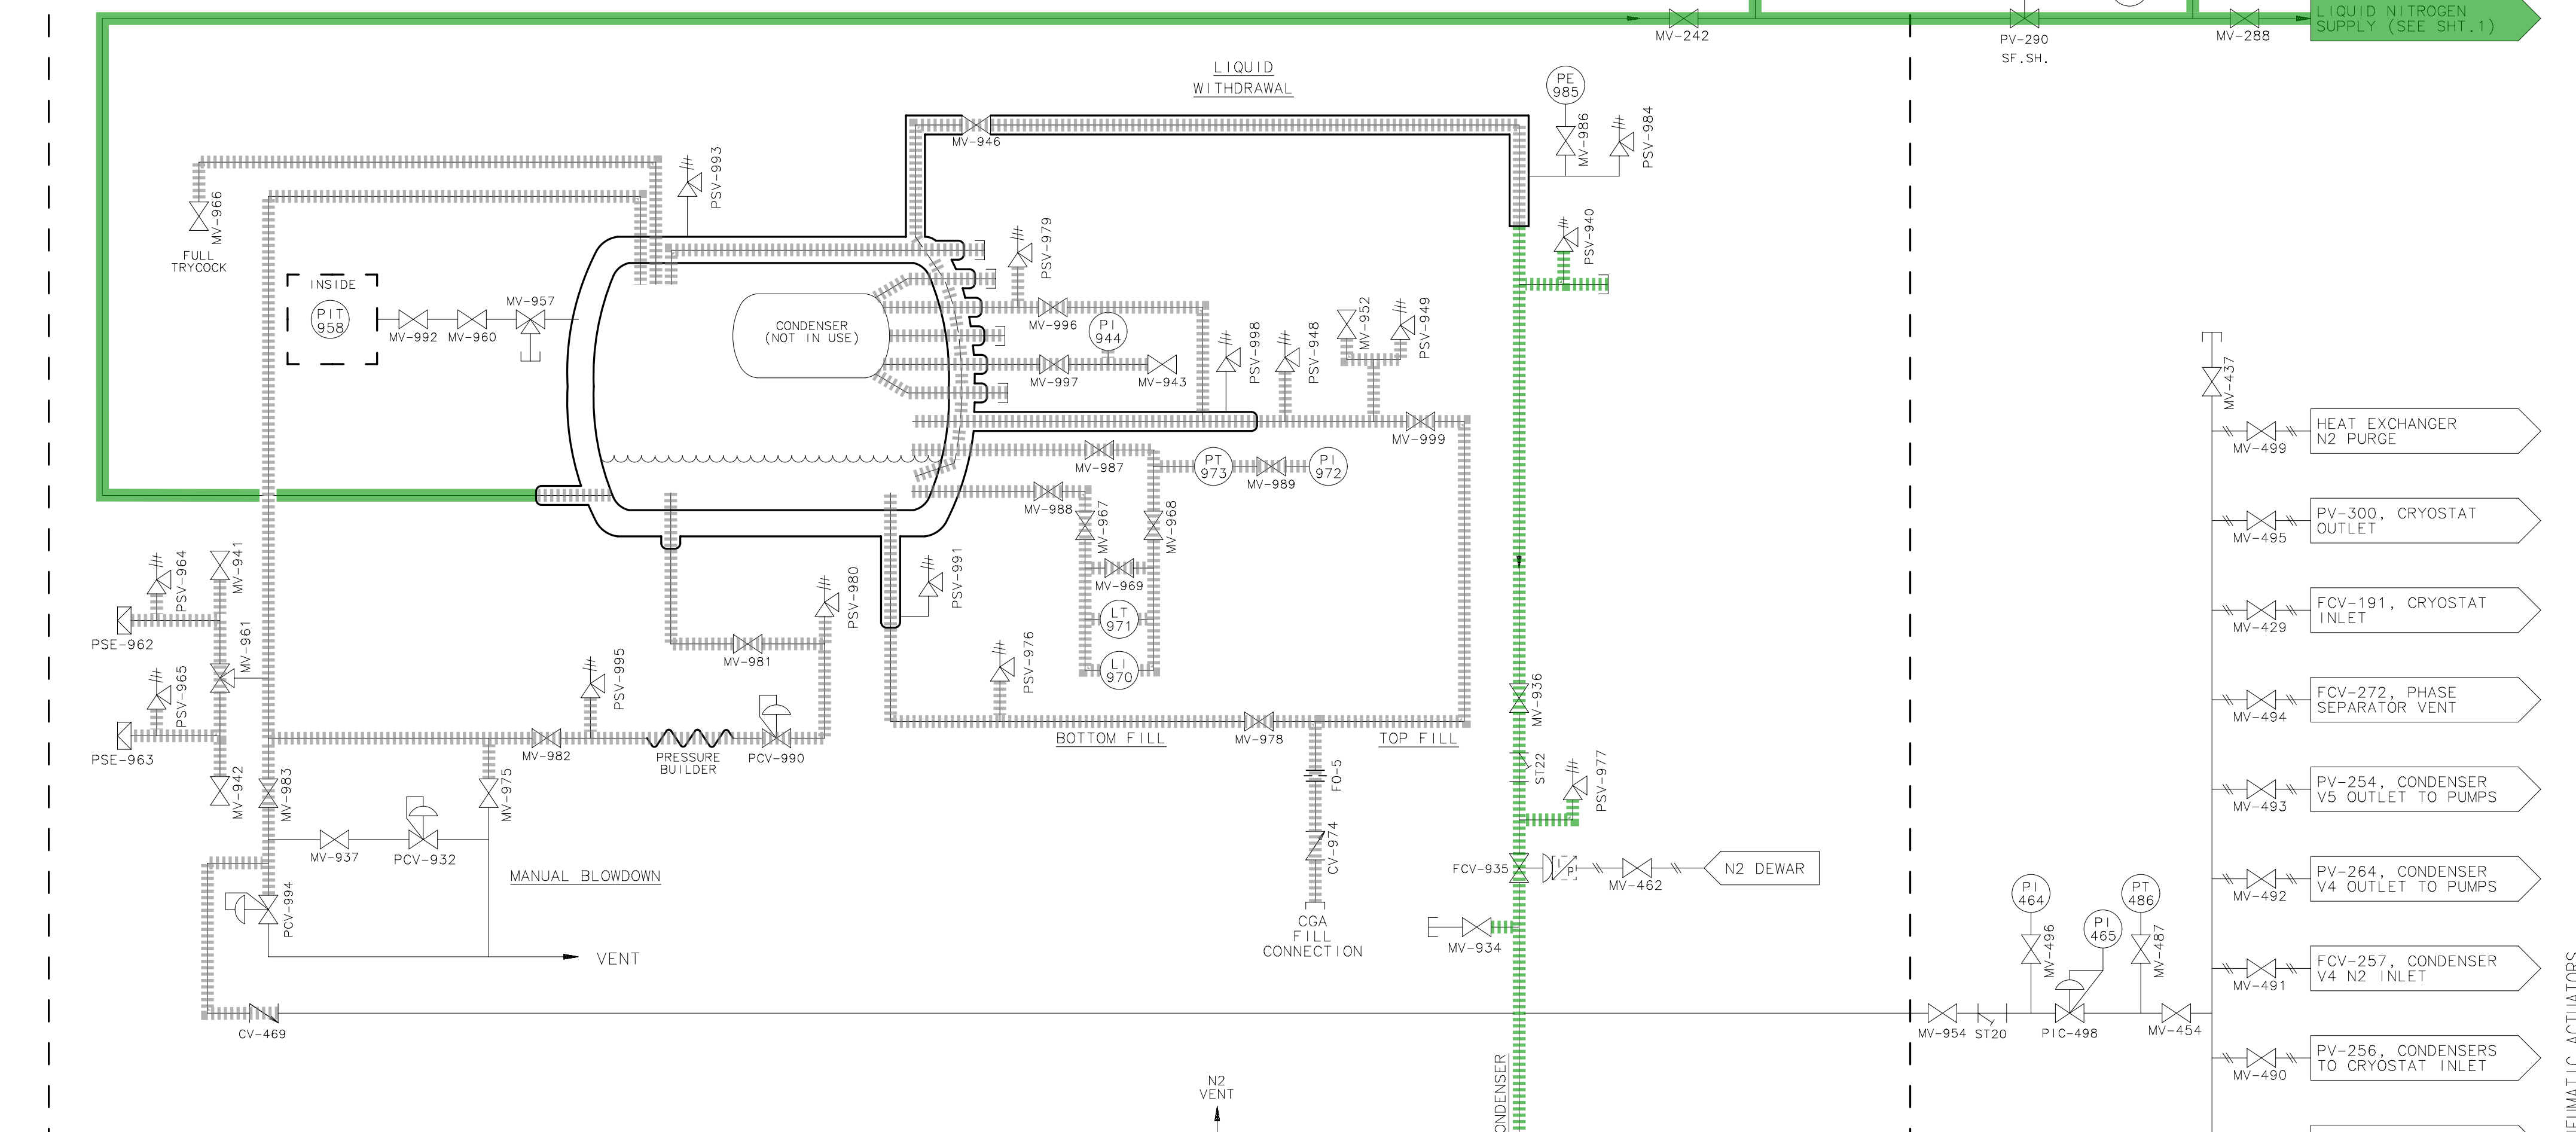 MV-242
PV-290
SF.SH.
MV-288
LIQUID NITROGEN
SUPPLY (SEE SHT.1)
LIQUID
WITHDRAWAL
PE
985
MV-986
PSV-984
MV-946
PSV-993
MV-966
FULL
TRYCOCK
PSV-979
PSV-940
INSIDE
PIT
958
MV-992
MV-960
MV-957
CONDENSER
(NOT IN USE)
MV-996
PI
944
MV-997
MV-943
PSV-998
PSV-948
MV-952
PSV-949
MV-999
MV-437
HEAT EXCHANGER
N2 PURGE
MV-499
MV-987
PT
973
MV-989
PI
972
MV-988
MV-967
MV-968
MV-969
LT
971
LI
970
PV-300, CRYOSTAT
OUTLET
MV-495
PSV-964
MV-941
PSE-962
MV-961
PSV-965
PSE-963
MV-942
MV-983
PSV-980
PSV-991
MV-981
PSV-995
PSV-976
FCV-191, CRYOSTAT
INLET
MV-429
MV-936
FCV-272, PHASE
SEPARATOR VENT
MV-494
MV-982
PRESSURE
BUILDER
PCV-990
BOTTOM FILL
MV-978
TOP FILL
MV-975
FO-5
ST22
PSV-977
PV-254, CONDENSER
V5 OUTLET TO PUMPS
MV-493
MV-937
PCV-932
MANUAL BLOWDOWN
CV-974
FCV-935
I
P
MV-462
N2 DEWAR
PV-264, CONDENSER
V4 OUTLET TO PUMPS
MV-492
PCV-994
CGA
FILL
CONNECTION
MV-934
PI
464
MV-496
PI
465
PT
486
MV-487
VENT
FCV-257, CONDENSER
V4 N2 INLET
MV-491
CV-469
MV-954
ST20
PIC-498
MV-454
PV-256, CONDENSERS
TO CRYOSTAT INLET
MV-490
N2
VENT